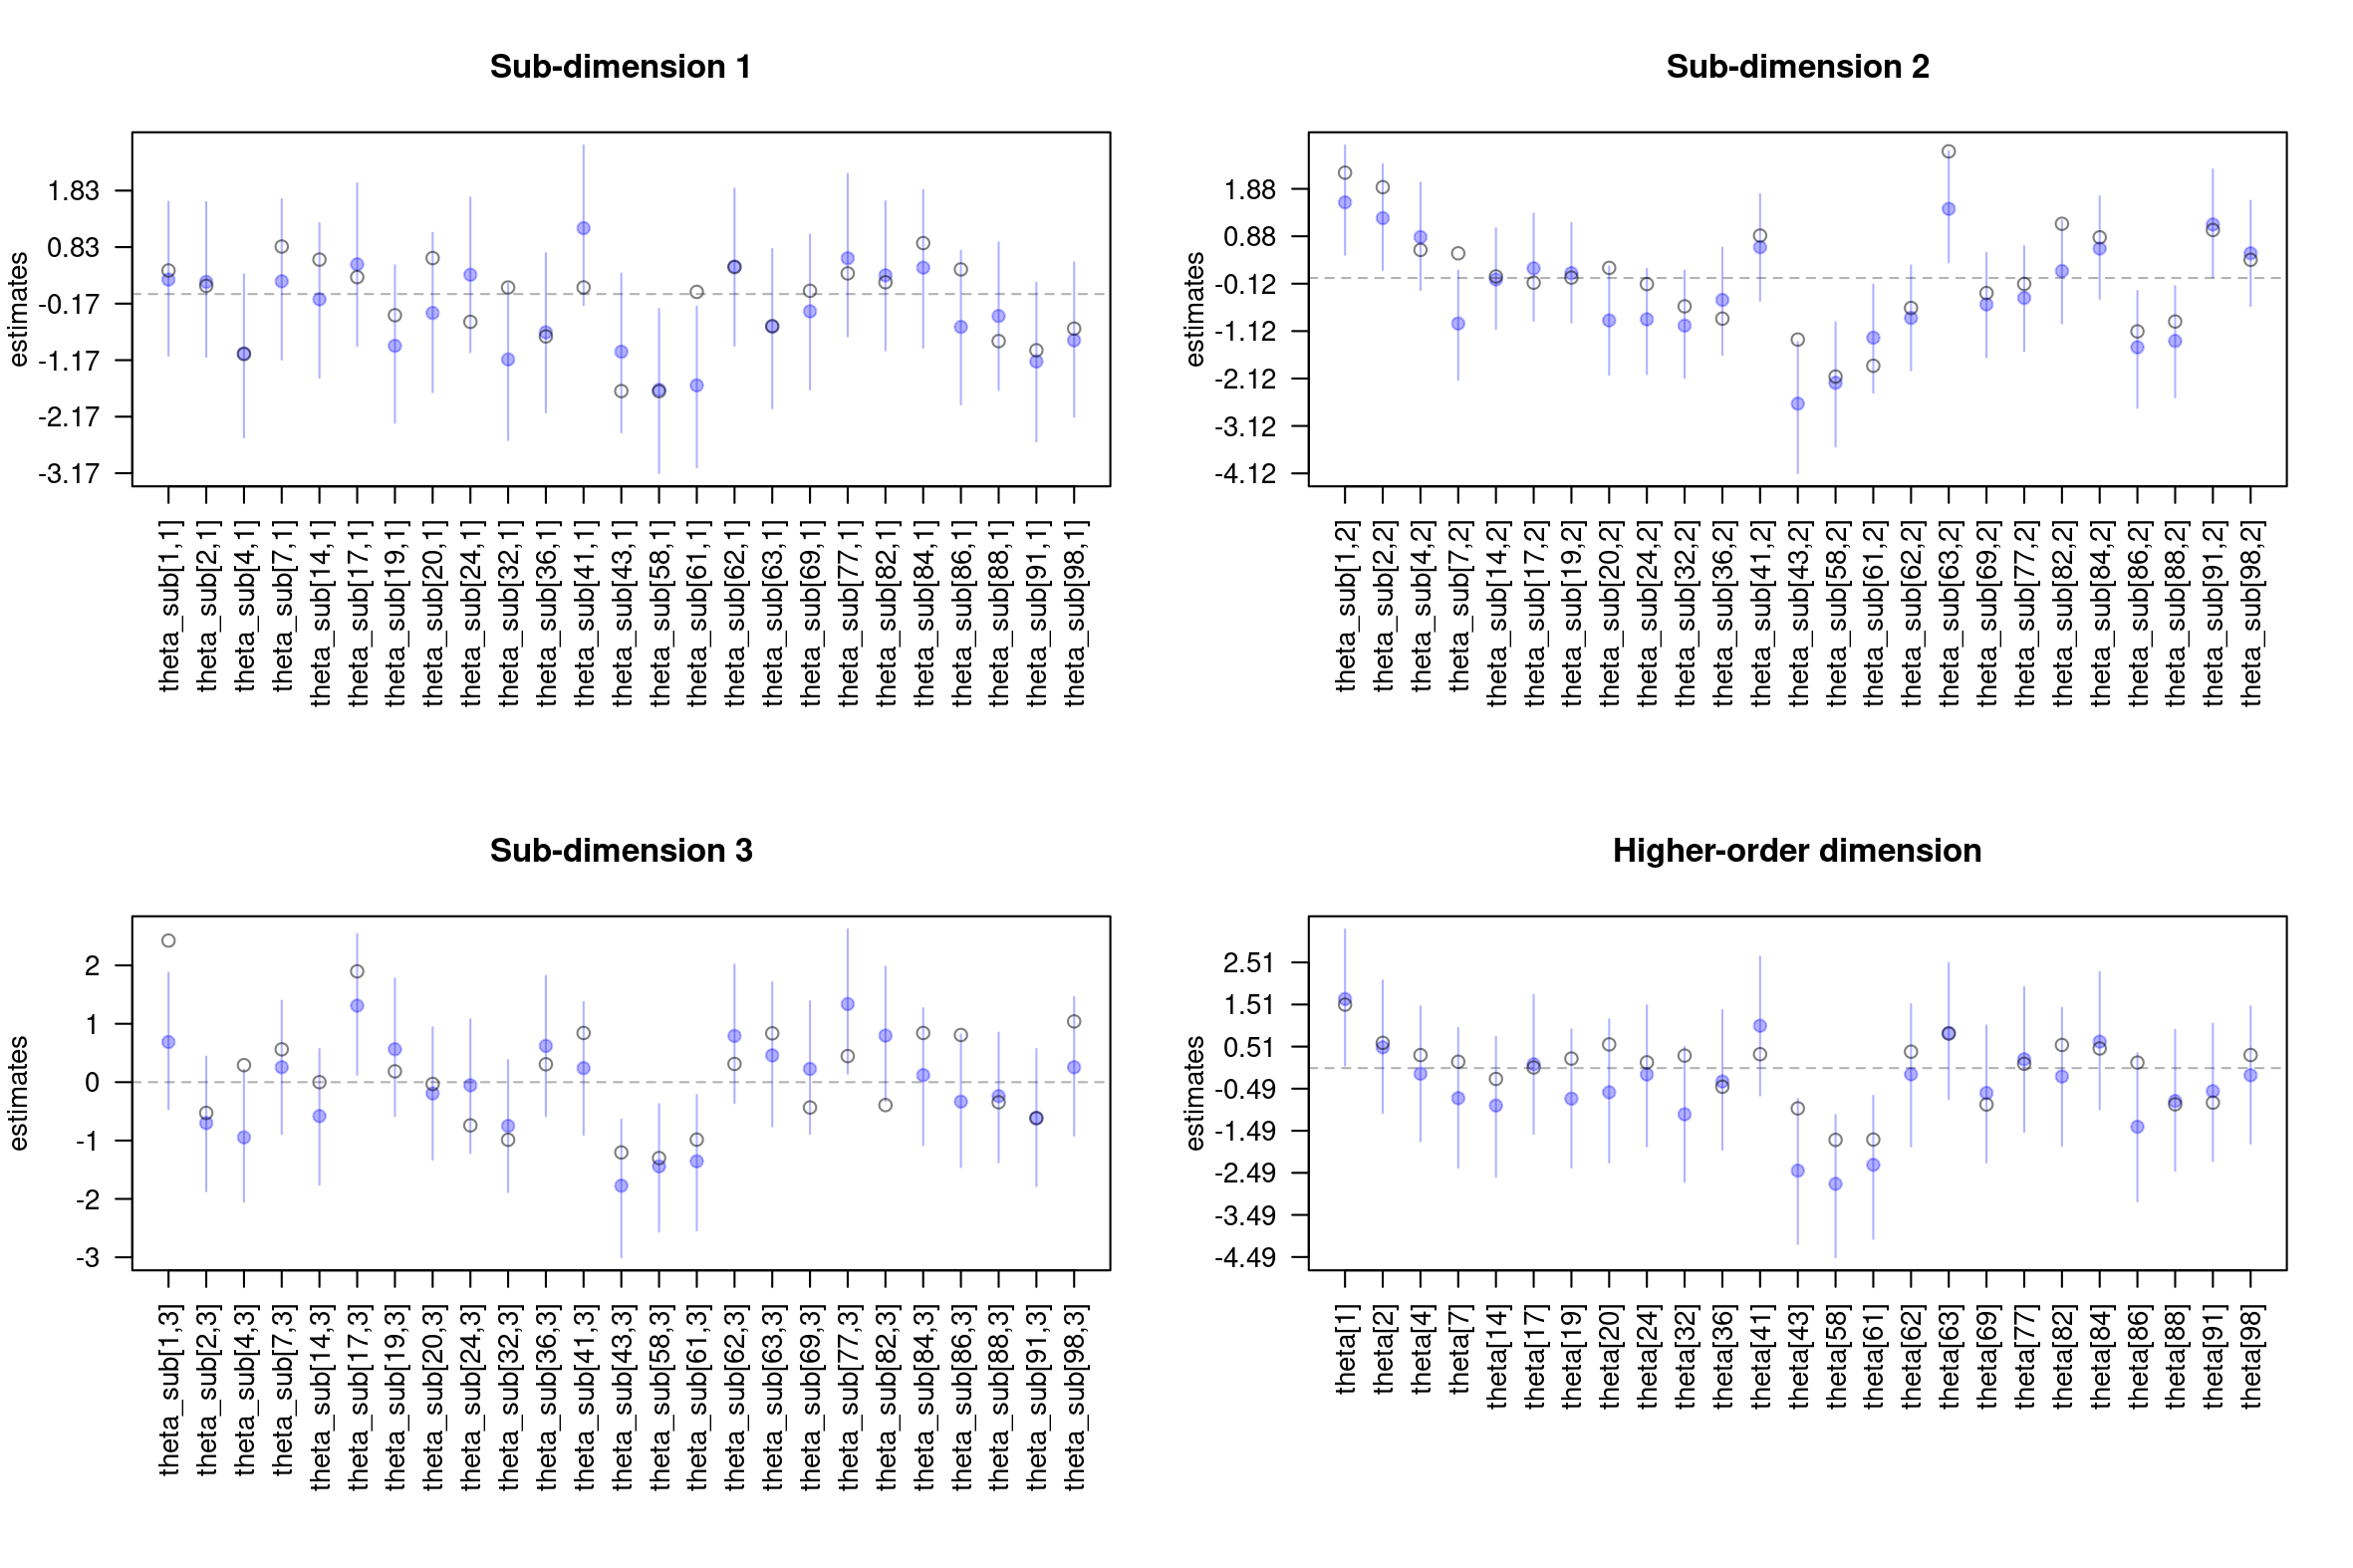 Sub-dimension 1
estimates
1.83
0.83
-0.17
-1.17
-2.17
-3.17
theta_sub[1,1]
theta_sub[2,1]
theta_sub[4,1]
theta_sub[7,1]
theta_sub[14,1]
theta_sub[17,1]
theta_sub[19,1]
theta_sub[20,1]
theta_sub[24,1]
theta_sub[32,1]
theta_sub[36,1]
theta_sub[41,1]
theta_sub[43,1]
theta_sub[58,1]
theta_sub[61,1]
theta_sub[62,1]
theta_sub[63,1]
theta_sub[69,1]
theta_sub[77,1]
theta_sub[82,1]
theta_sub[84,1]
theta_sub[86,1]
theta_sub[88,1]
theta_sub[91,1]
theta_sub[98,1]
Sub-dimension 2
estimates
1.88
0.88
-0.12
-1.12
-2.12
-3.12
-4.12
theta_sub[1,2]
theta_sub[2,2]
theta_sub[4,2]
theta_sub[7,2]
theta_sub[14,2]
theta_sub[17,2]
theta_sub[19,2]
theta_sub[20,2]
theta_sub[24,2]
theta_sub[32,2]
theta_sub[36,2]
theta_sub[41,2]
theta_sub[43,2]
theta_sub[58,2]
theta_sub[61,2]
theta_sub[62,2]
theta_sub[63,2]
theta_sub[69,2]
theta_sub[77,2]
theta_sub[82,2]
theta_sub[84,2]
theta_sub[86,2]
theta_sub[88,2]
theta_sub[91,2]
theta_sub[98,2]
Sub-dimension 3
estimates
2
1
0
-1
-2
-3
theta_sub[1,3]
theta_sub[2,3]
theta_sub[4,3]
theta_sub[7,3]
theta_sub[14,3]
theta_sub[17,3]
theta_sub[19,3]
theta_sub[20,3]
theta_sub[24,3]
theta_sub[32,3]
theta_sub[36,3]
theta_sub[41,3]
theta_sub[43,3]
theta_sub[58,3]
theta_sub[61,3]
theta_sub[62,3]
theta_sub[63,3]
theta_sub[69,3]
theta_sub[77,3]
theta_sub[82,3]
theta_sub[84,3]
theta_sub[86,3]
theta_sub[88,3]
theta_sub[91,3]
theta_sub[98,3]
Higher-order dimension
estimates
2.51
1.51
0.51
-0.49
-1.49
-2.49
-3.49
-4.49
theta[1]
theta[2]
theta[4]
theta[7]
theta[14]
theta[17]
theta[19]
theta[20]
theta[24]
theta[32]
theta[36]
theta[41]
theta[43]
theta[58]
theta[61]
theta[62]
theta[63]
theta[69]
theta[77]
theta[82]
theta[84]
theta[86]
theta[88]
theta[91]
theta[98]